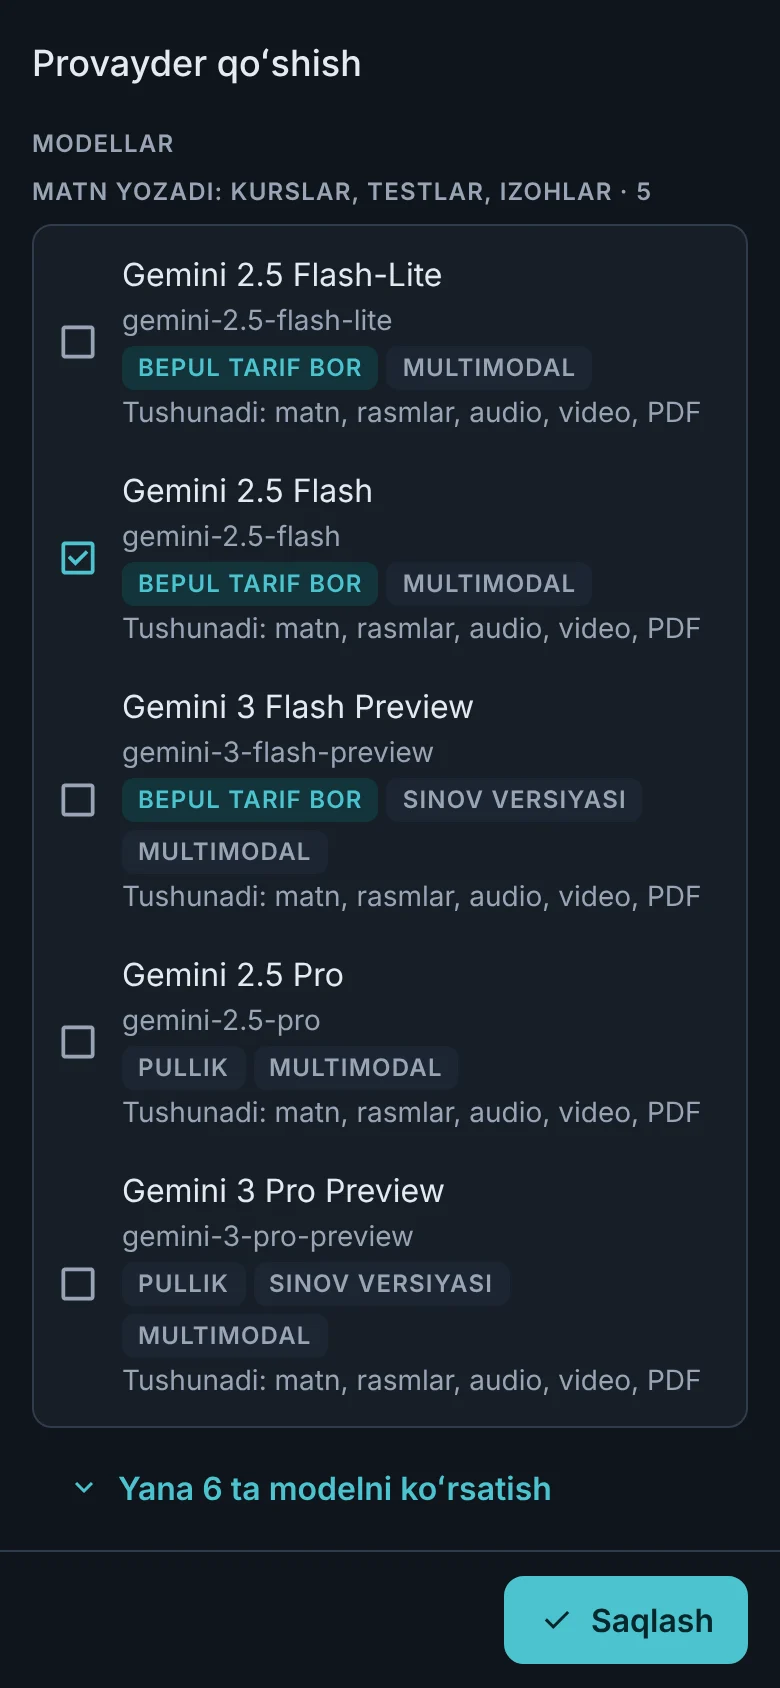 Provayder qoʻshish
MODELLAR
MATN YOZADI: KURSLAR, TESTLAR, IZOHLAR · 5
Gemini 2.5 Flash-Lite
gemini-2.5-flash-lite
BEPUL TARIF BOR MULTIMODAL
Tushunadi: matn, rasmlar, audio, video, PDF
Gemini 2.5 Flash
gemini-2.5-flash
BEPUL TARIF BOR MULTIMODAL
Tushunadi: matn, rasmlar, audio, video, PDF
Gemini 3 Flash Preview
gemini-3-flash-preview
BEPUL TARIF BOR SINOV VERSIYASI
MULTIMODAL
Tushunadi: matn, rasmlar, audio, video, PDF
Gemini 2.5 Pro
gemini-2.5-pro
PULLIK MULTIMODAL
Tushunadi: matn, rasmlar, audio, video, PDF
Gemini 3 Pro Preview
gemini-3-pro-preview
PULLIK SINOV VERSIYASI
MULTIMODAL
Tushunadi: matn, rasmlar, audio, video, PDF
Yana 6 ta modelni koʻrsatish
Saqlash